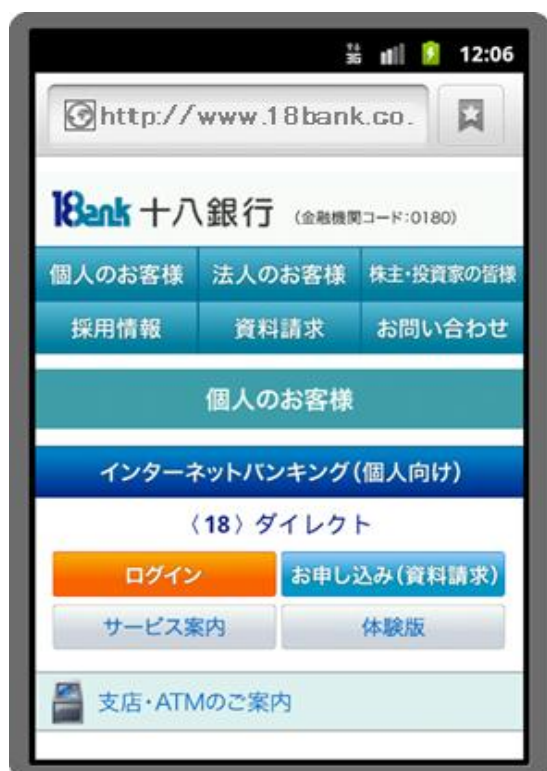 3G 12:06
http://www.18bank.co.
18Bank 十八銀行 (金融機関コード:0180)
個人のお客様 法人のお客様 株主・投資家の皆様
採用情報 資料請求 お問い合わせ
個人のお客様
インターネットバンキング(個人向け)
〈18〉ダイレクト
ログイン お申し込み(資料請求)
サービス案内 体験版
支店・ATMのご案内